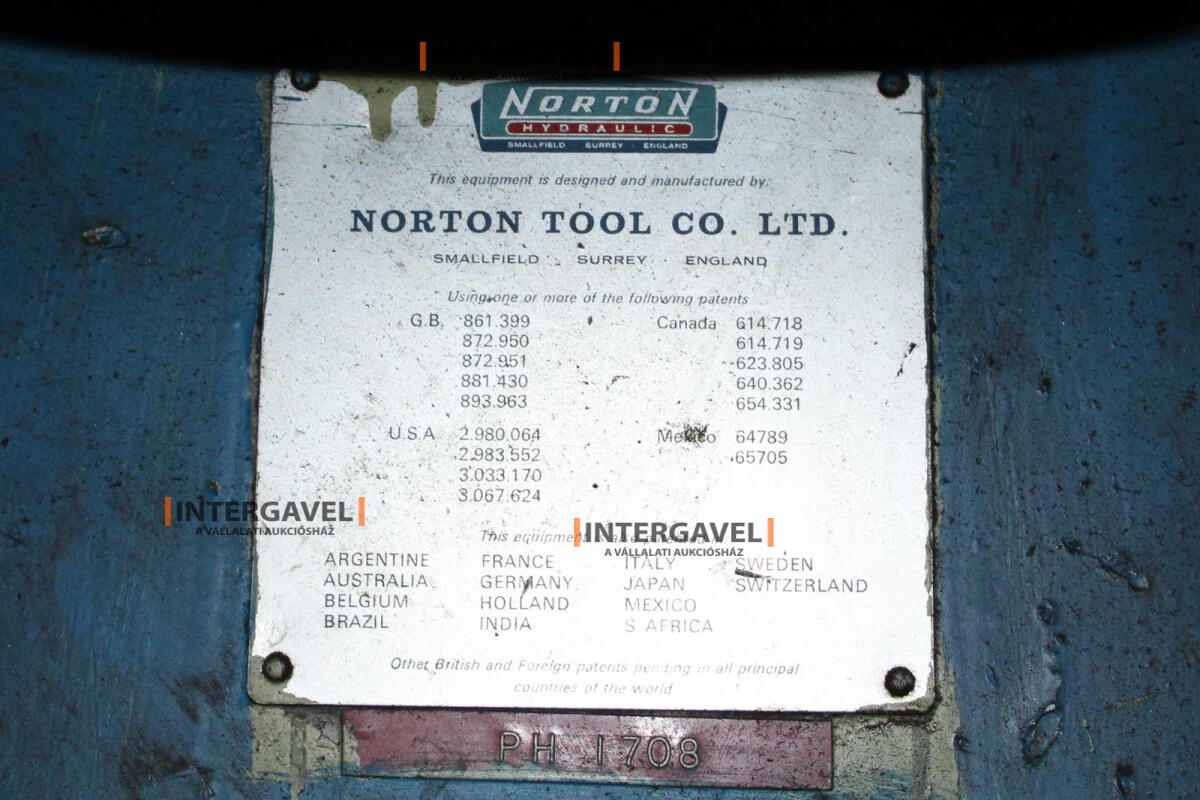 INTERGAVEL
A VÁLLALATI AUKCIÓSHÁZ
NORTON
HYDRAULIC
SMALLFIELD SURREY · ENGLAND
This equipment is designed and manufactured by:
NORTON TOOL CO. LTD.
SMALLFIELD · SURREY · ENGLAND
Using one or more of the following patents
G.B. 861.399 Canada 614.718
872.950 614.719
872.951 623.805
881.430 640.362
893.963 654.331
U.S.A 2.980.064 Mexico 64789
2.983.552 65705
3.033.170
3.067.624
INTERGAVEL
A VÁLLALATI AUKCIÓSHÁZ
INTERGAVEL
A VÁLLALATI AUKCIÓSHÁZ
This equipment
ARGENTINE FRANCE ITALY SWEDEN
AUSTRALIA GERMANY JAPAN SWITZERLAND
BELGIUM HOLLAND MEXICO
BRAZIL INDIA S AFRICA
Other British and Foreign patents pending in all principal
countries of the world
PH 1708